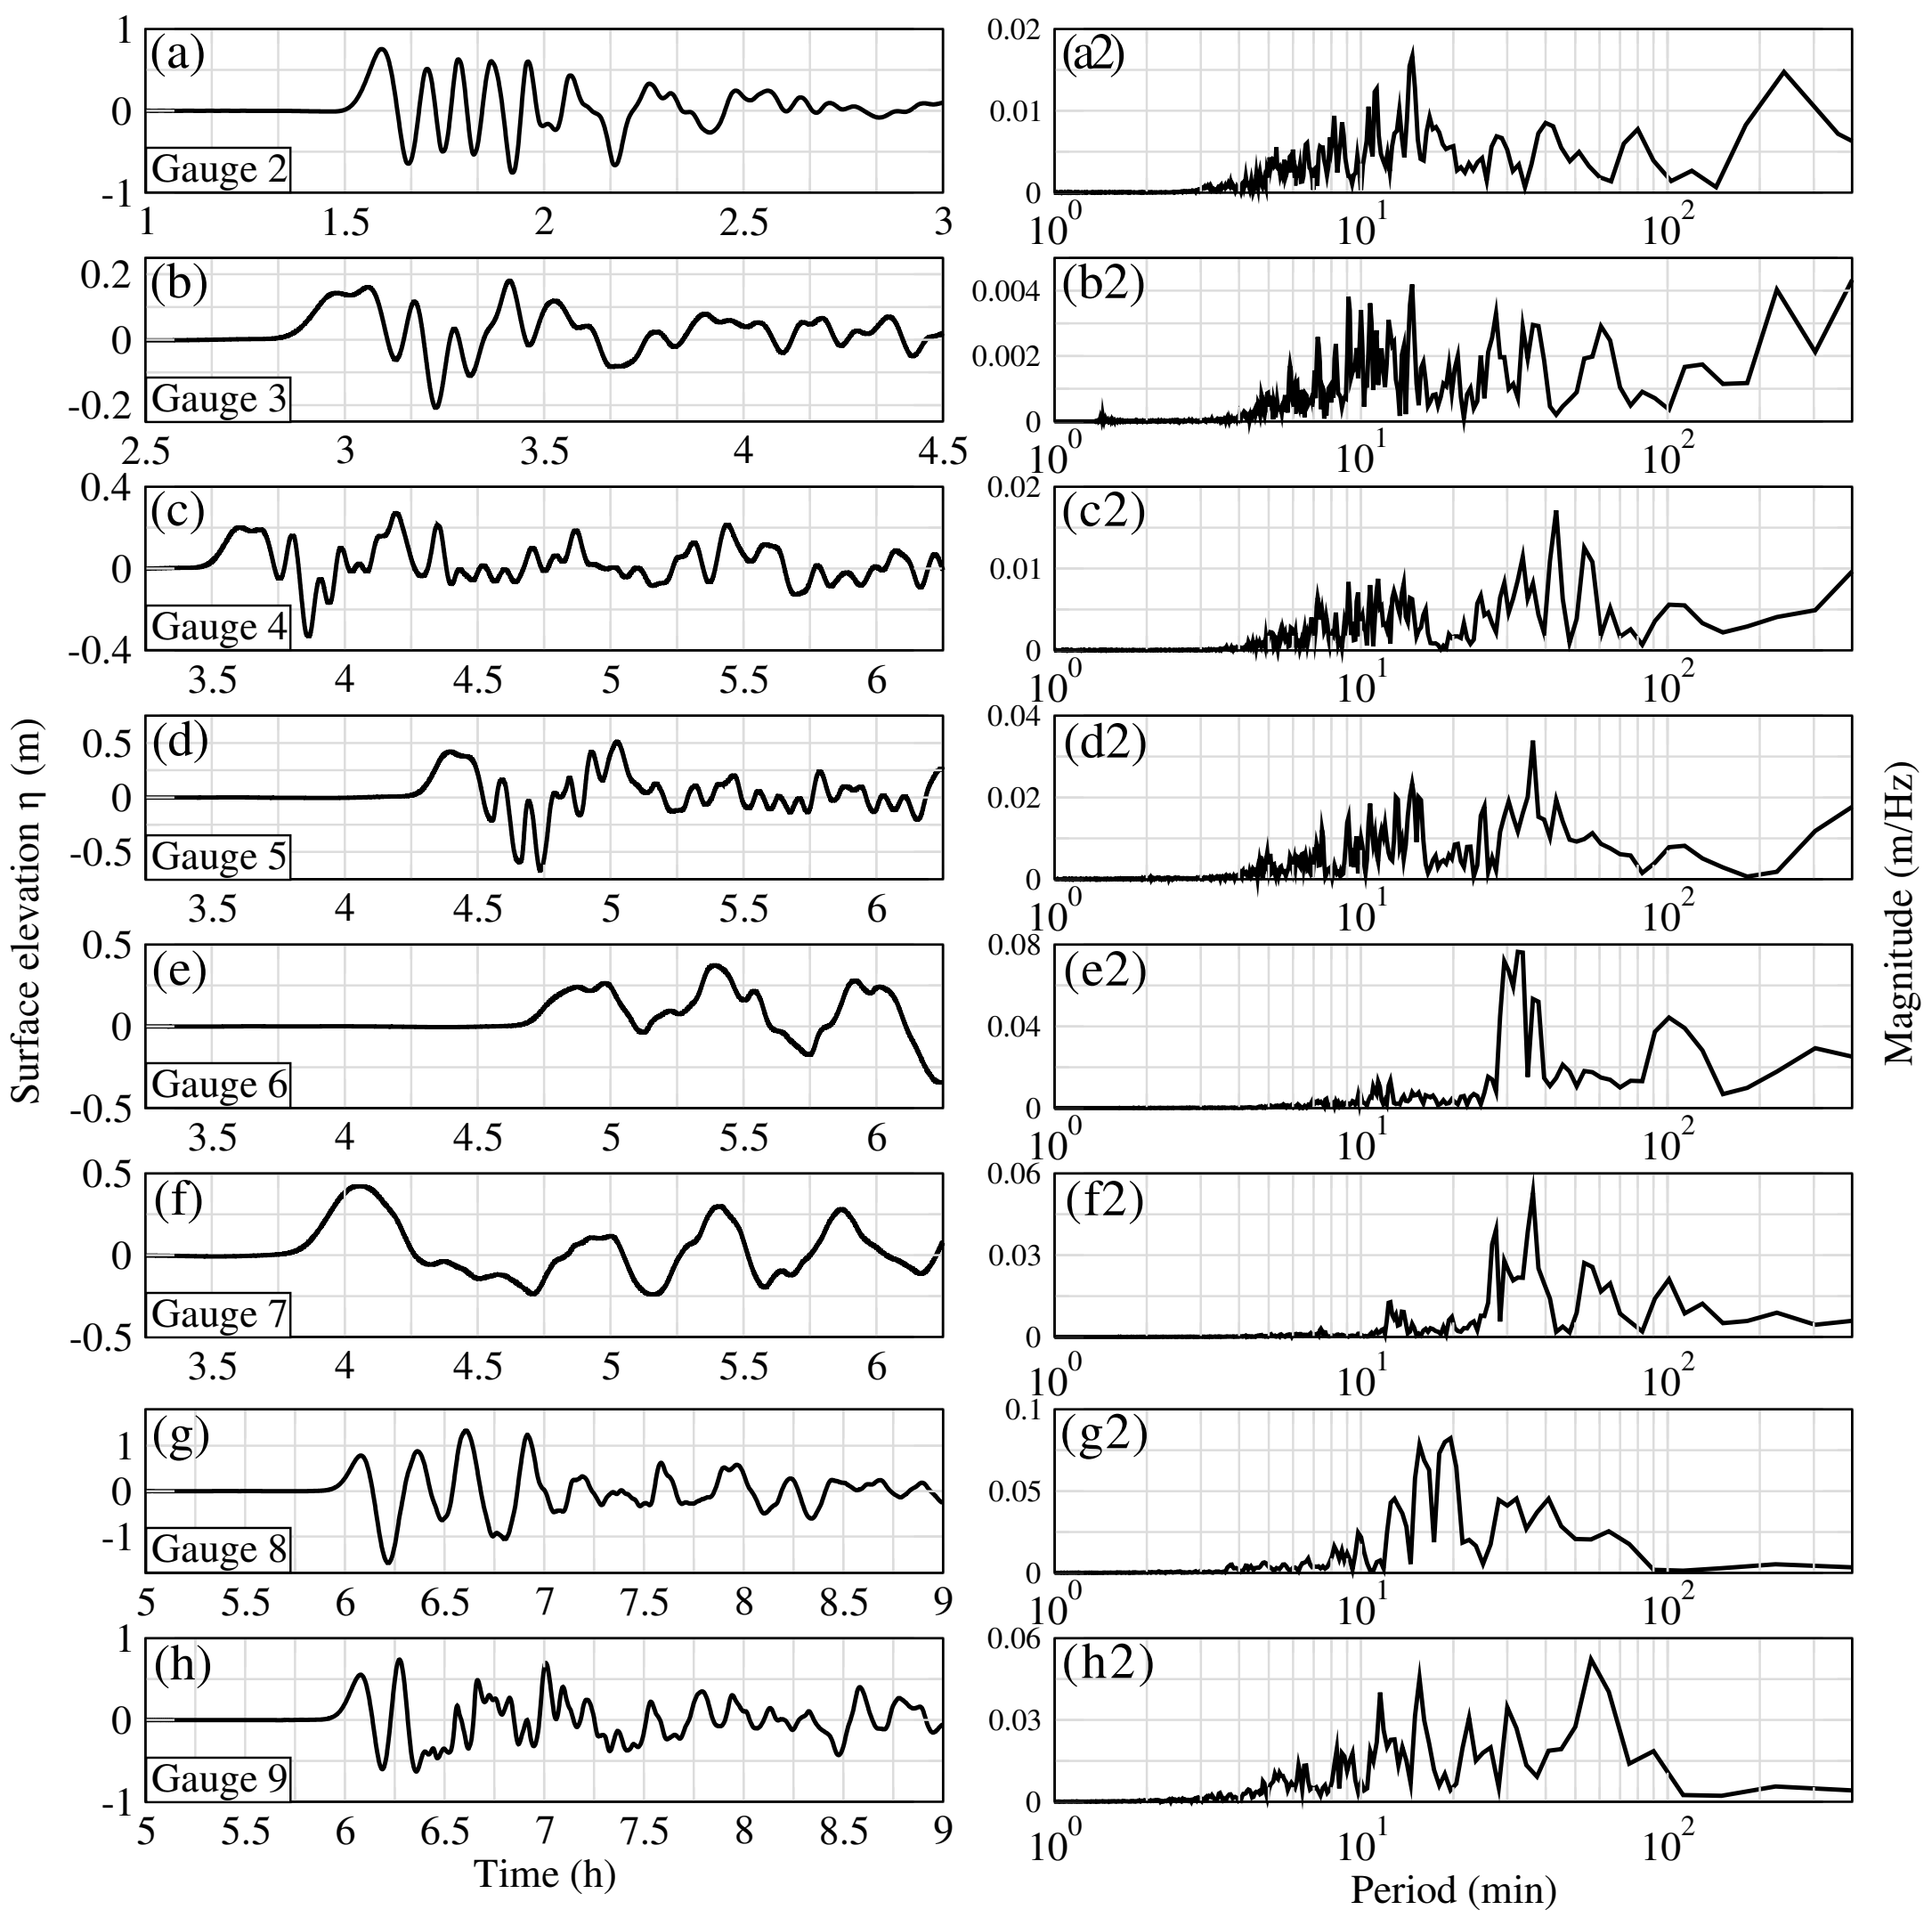 (a)
1
0
-1
Gauge 2
1 1.5 2 2.5 3
(a2)
0.02
0.01
0
10^0 10^1 10^2
(b)
0.2
0
-0.2
Gauge 3
2.5 3 3.5 4 4.5
(b2)
0.004
0.002
0
10^0 10^1 10^2
(c)
0.4
0
-0.4
Gauge 4
3.5 4 4.5 5 5.5 6
(c2)
0.02
0.01
0
10^0 10^1 10^2
(d)
0.5
0
-0.5
Gauge 5
3.5 4 4.5 5 5.5 6
(d2)
0.04
0.02
0
10^0 10^1 10^2
(e)
0.5
0
-0.5
Gauge 6
3.5 4 4.5 5 5.5 6
(e2)
0.08
0.04
0
10^0 10^1 10^2
(f)
0.5
0
-0.5
Gauge 7
3.5 4 4.5 5 5.5 6
(f2)
0.06
0.03
0
10^0 10^1 10^2
(g)
1
0
-1
Gauge 8
5 5.5 6 6.5 7 7.5 8 8.5 9
(g2)
0.1
0.05
0
10^0 10^1 10^2
(h)
1
0
-1
Gauge 9
5 5.5 6 6.5 7 7.5 8 8.5 9
(h2)
0.06
0.03
0
10^0 10^1 10^2
Surface elevation η (m)
Time (h)
Magnitude (m/Hz)
Period (min)